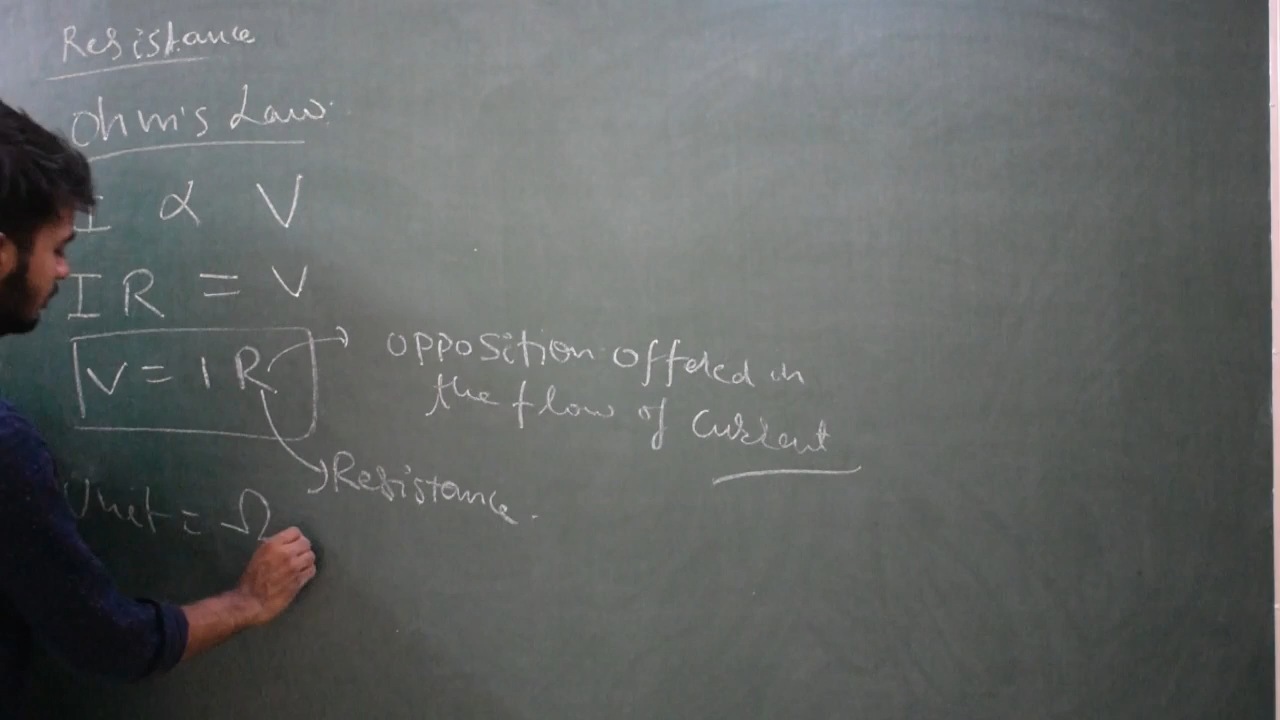 Resistance
Ohm's Law
I ∝ V
IR = V
V = IR
opposition offered in
the flow of current
Resistance.
Unit = Ω